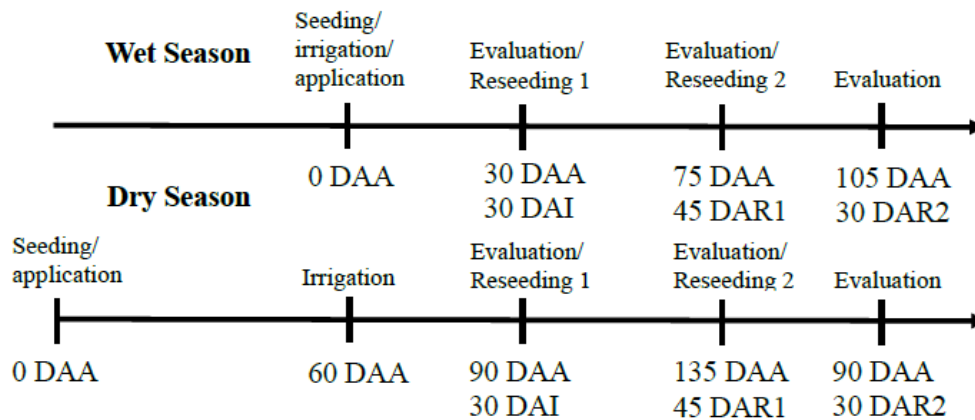 Wet Season
Seeding/
irrigation/
application
Evaluation/
Reseeding 1
Evaluation/
Reseeding 2
Evaluation
0 DAA
30 DAA
30 DAI
75 DAA
45 DAR1
105 DAA
30 DAR2
Dry Season
Seeding/
application
Irrigation
Evaluation/
Reseeding 1
Evaluation/
Reseeding 2
Evaluation
0 DAA
60 DAA
90 DAA
30 DAI
135 DAA
45 DAR1
90 DAA
30 DAR2